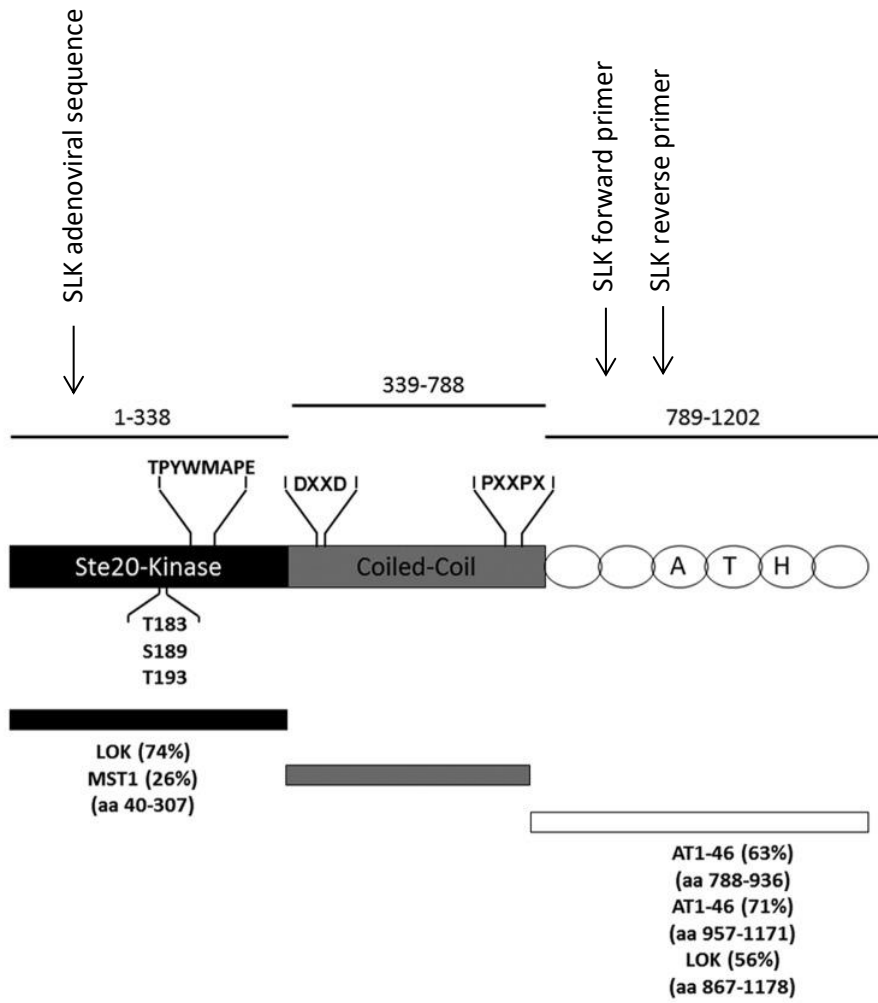 SLK adenoviral sequence
SLK forward primer
SLK reverse primer
339-788
1-338
789-1202
TPYWMAPE
DXXD
PXXPX
Ste20-Kinase
Coiled-Coil
A T H
T183
S189
T193
LOK (74%)
MST1 (26%)
(aa 40-307)
AT1-46 (63%)
(aa 788-936)
AT1-46 (71%)
(aa 957-1171)
LOK (56%)
(aa 867-1178)